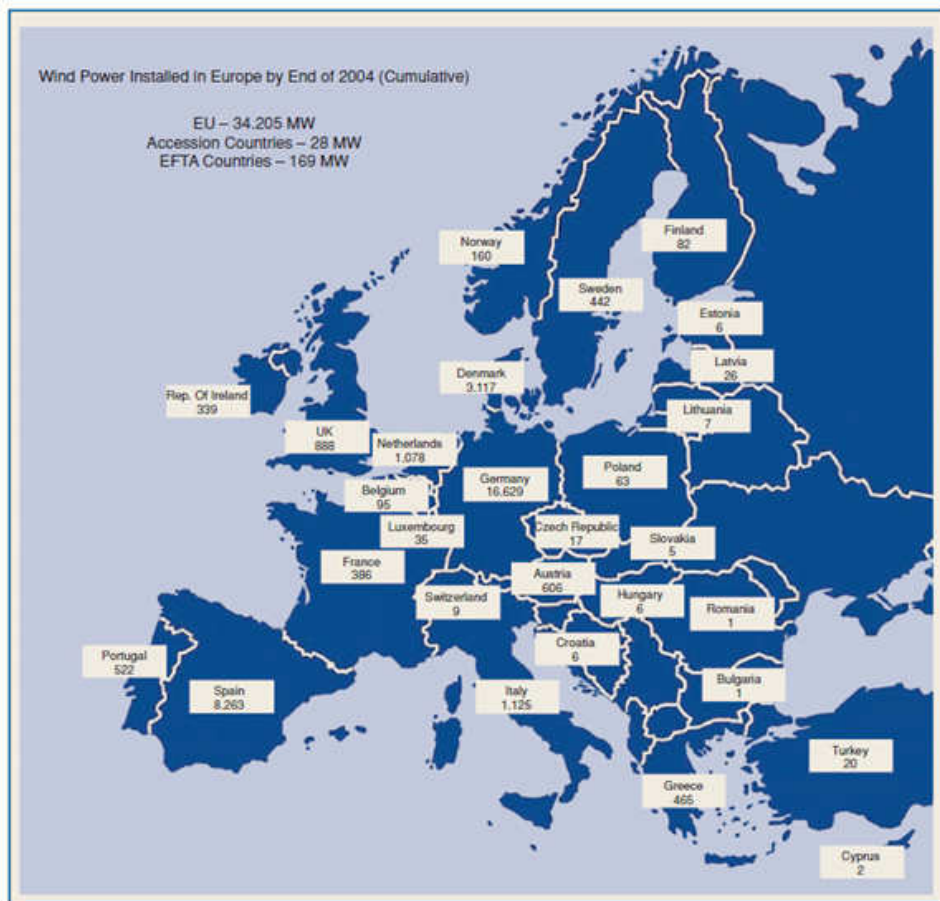 Wind Power Installed in Europe by End of 2004 (Cumulative)
EU – 34.205 MW
Accession Countries – 28 MW
EFTA Countries – 169 MW
Norway
160
Finland
82
Sweden
442
Estonia
6
Latvia
26
Denmark
3.117
Lithuania
7
Rep. Of Ireland
339
UK
888
Netherlands
1.078
Germany
16.629
Poland
63
Belgium
95
Luxembourg
35
Czech Republic
17
Slovakia
5
France
386
Austria
606
Switzerland
9
Hungary
6
Romania
1
Croatia
6
Portugal
522
Spain
8.263
Italy
1.125
Bulgaria
1
Turkey
20
Greece
465
Cyprus
2